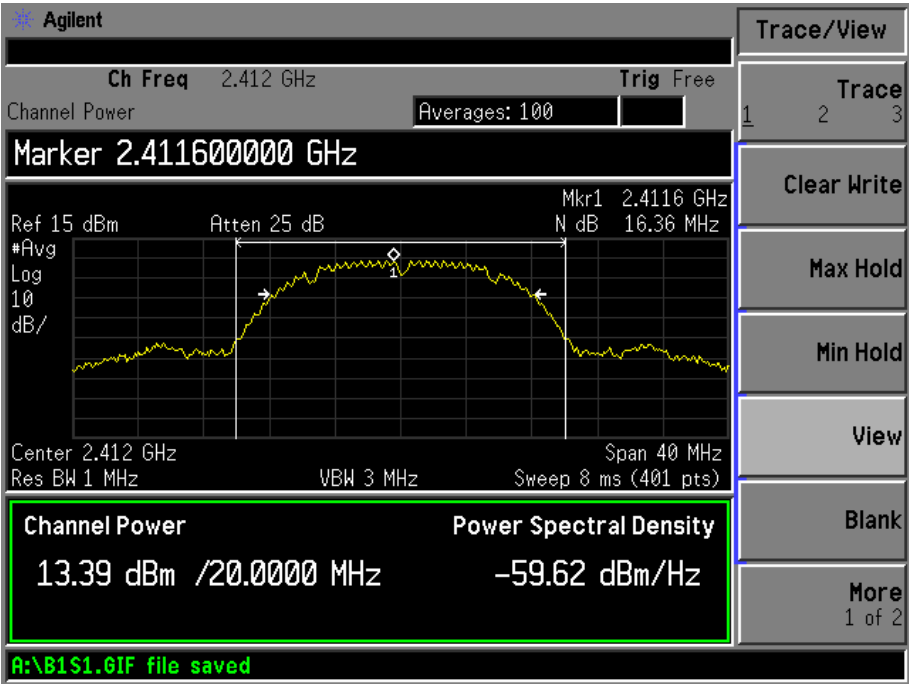 Agilent
Trace/View
Ch Freq 2.412 GHz Trig Free
Channel Power Averages: 100
Marker 2.411600000 GHz
Mkr1 2.4116 GHz
Ref 15 dBm Atten 25 dB N dB 16.36 MHz
#Avg
Log
10
dB/
1
Center 2.412 GHz Span 40 MHz
Res BW 1 MHz VBW 3 MHz Sweep 8 ms (401 pts)
Channel Power Power Spectral Density
13.39 dBm /20.0000 MHz -59.62 dBm/Hz
A:\B1S1.GIF file saved
Trace
1 2 3
Clear Write
Max Hold
Min Hold
View
Blank
More
1 of 2